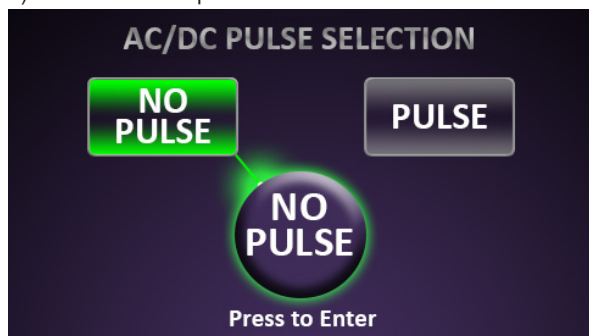 AC/DC PULSE SELECTION
NO
PULSE
PULSE
NO
PULSE
Press to Enter